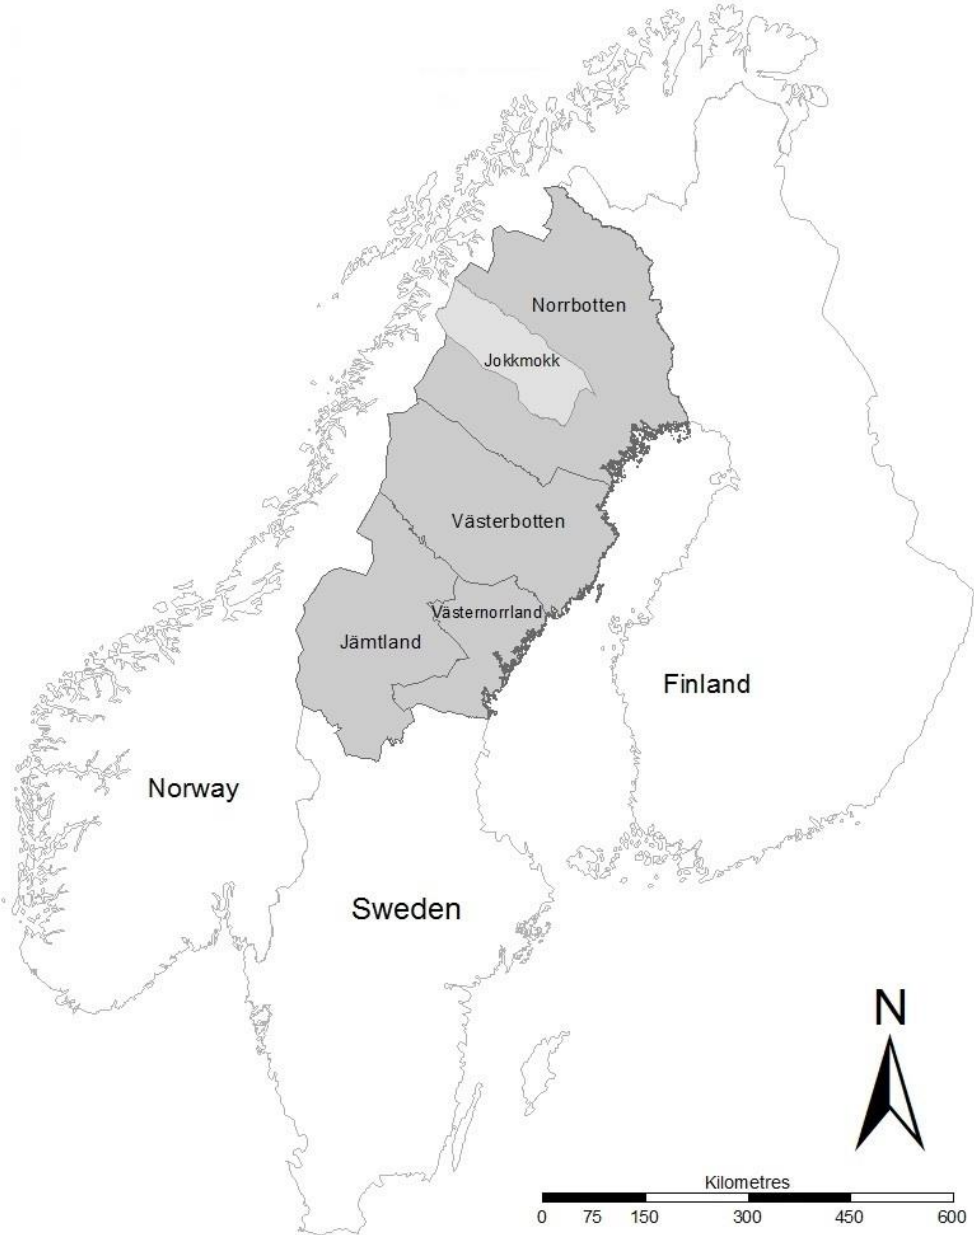 Norrbotten
Jokkmokk
Västerbotten
Västernorrland
Jämtland
Finland
Norway
Sweden
N
Kilometres
0 75 150 300 450 600